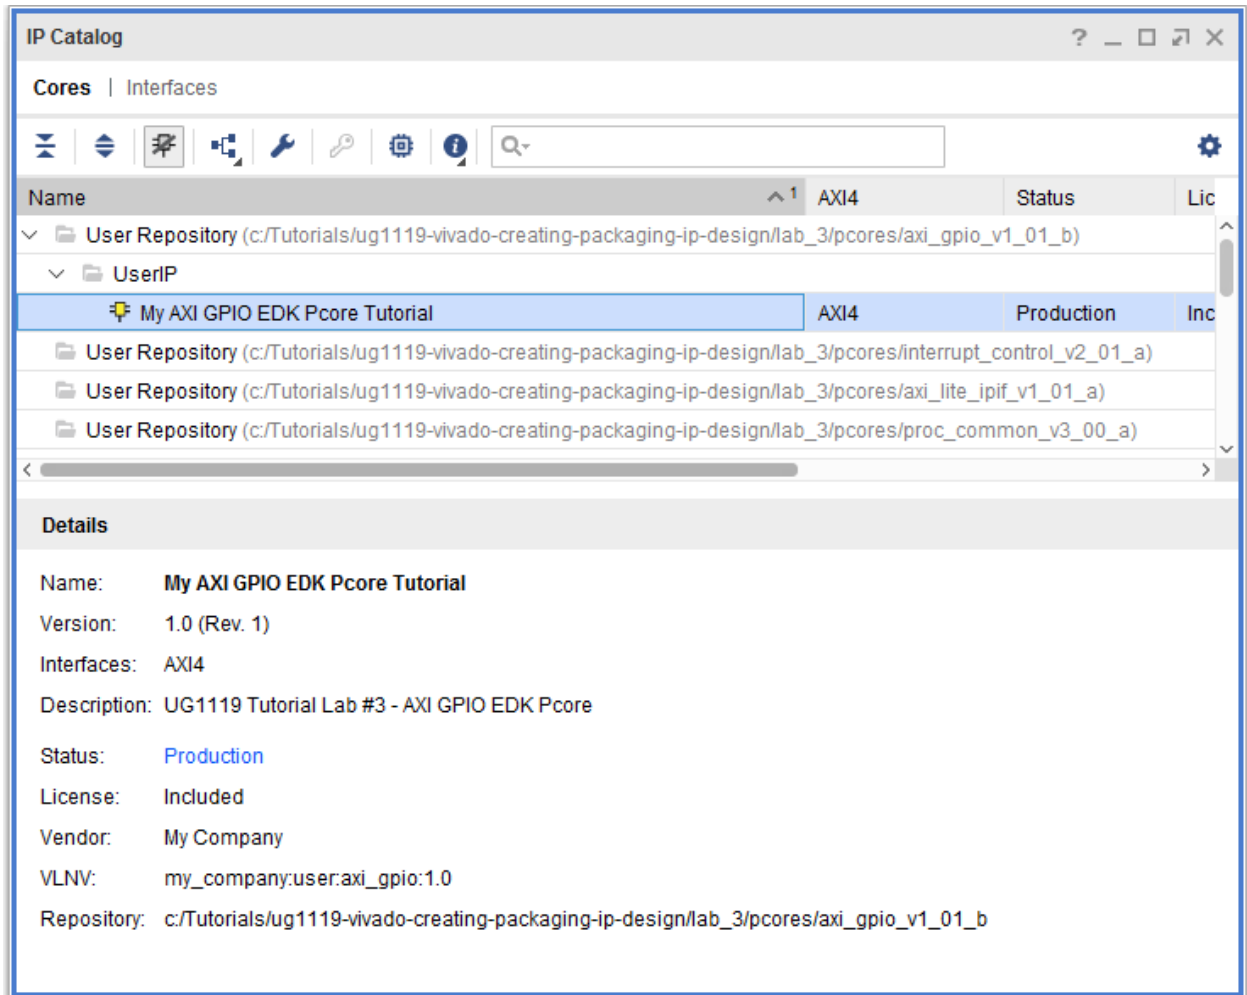 IP Catalog ?
Cores | Interfaces
Name 1 AXI4 Status Lic
User Repository (c:/Tutorials/ug1119-vivado-creating-packaging-ip-design/lab_3/pcores/axi_gpio_v1_01_b)
UserIP
My AXI GPIO EDK Pcore Tutorial AXI4 Production Inc
User Repository (c:/Tutorials/ug1119-vivado-creating-packaging-ip-design/lab_3/pcores/interrupt_control_v2_01_a)
User Repository (c:/Tutorials/ug1119-vivado-creating-packaging-ip-design/lab_3/pcores/axi_lite_ipif_v1_01_a)
User Repository (c:/Tutorials/ug1119-vivado-creating-packaging-ip-design/lab_3/pcores/proc_common_v3_00_a)
Details
Name: My AXI GPIO EDK Pcore Tutorial
Version: 1.0 (Rev. 1)
Interfaces: AXI4
Description: UG1119 Tutorial Lab #3 - AXI GPIO EDK Pcore
Status: Production
License: Included
Vendor: My Company
VLNV: my_company:user:axi_gpio:1.0
Repository: c:/Tutorials/ug1119-vivado-creating-packaging-ip-design/lab_3/pcores/axi_gpio_v1_01_b